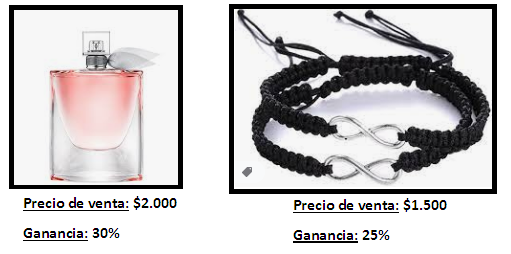 Precio de venta: $2.000
Ganancia: 30%
Precio de venta: $1.500
Ganancia: 25%